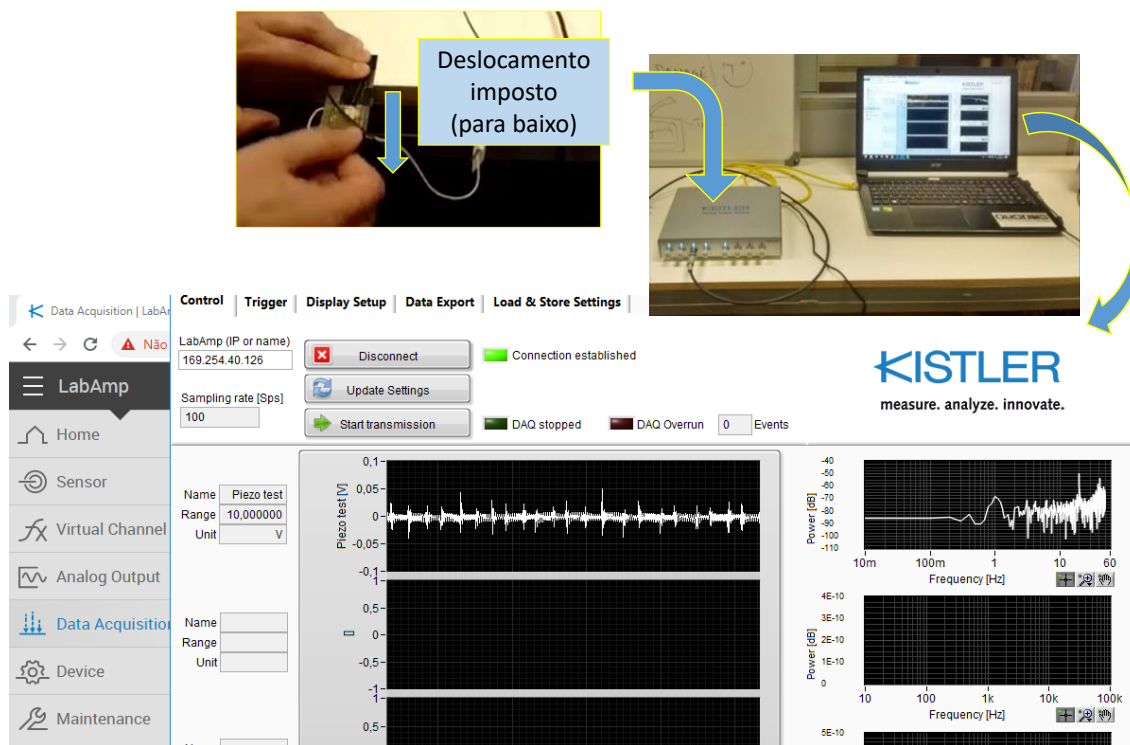 Deslocamento
imposto
(para baixo)
KISTLER
KISTLER
Data Acquisition | LabA
Não
LabAmp
Home
Sensor
Virtual Channel
Analog Output
Data Acquisition
Device
Maintenance
Control Trigger Display Setup Data Export Load & Store Settings
LabAmp (IP or name)
169.254.40.126
Disconnect
Connection established
Update Settings
Sampling rate [Sps]
100
Start transmission
DAQ stopped
DAQ Overrun
0
Events
KISTLER
measure. analyze. innovate.
Name Piezo test
Range 10,000000
Unit V
Piezo test [V]
0,1
0,05
0
-0,05
-0,1
Power [dB]
-40
-50
-60
-70
-80
-90
-100
-110
10m 100m 1 10 60
Frequency [Hz]
Name
Range
Unit
[]
1
0,5
0
-0,5
-1
Power [dB]
4E-10
3E-10
2E-10
1E-10
0
10 100 1k 10k 100k
Frequency [Hz]
1
0,5
5E-10